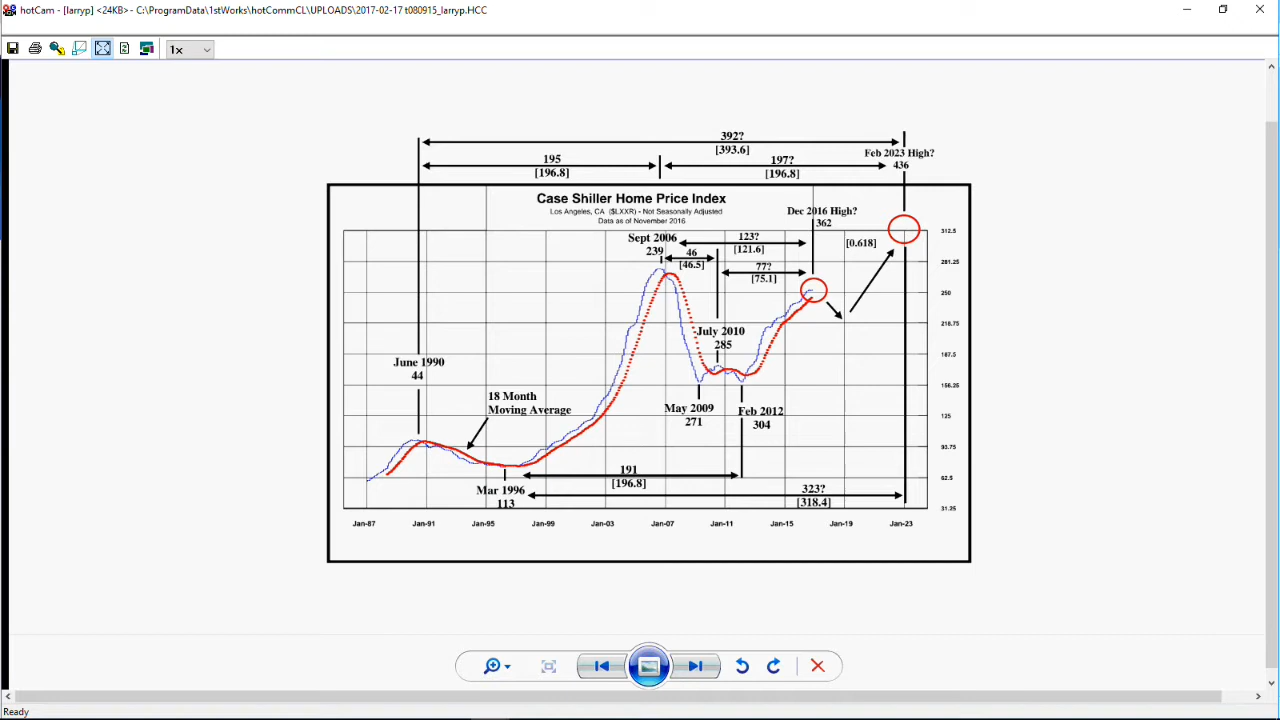 hotCam - [larryp] <24KB> - C:\ProgramData\1stWorks\hotCommCL\UPLOADS\2017-02-17 t080915_larryp.HCC
1x
392?
[393.6]
195
[196.8]
197?
[196.8]
Feb 2023 High?
436
Case Shiller Home Price Index
Los Angeles, CA ($LXXR) - Not Seasonally Adjusted
Data as of November 2016
Dec 2016 High?
362
Sept 2006
239
123?
[121.6]
[0.618]
46
[46.5]
77?
[75.1]
312.5
281.25
250
218.75
187.5
156.25
125
93.75
62.5
31.25
July 2010
285
June 1990
44
18 Month
Moving Average
May 2009
271
Feb 2012
304
191
[196.8]
Mar 1996
113
323?
[318.4]
Jan-87
Jan-91
Jan-95
Jan-99
Jan-03
Jan-07
Jan-11
Jan-15
Jan-19
Jan-23
Ready